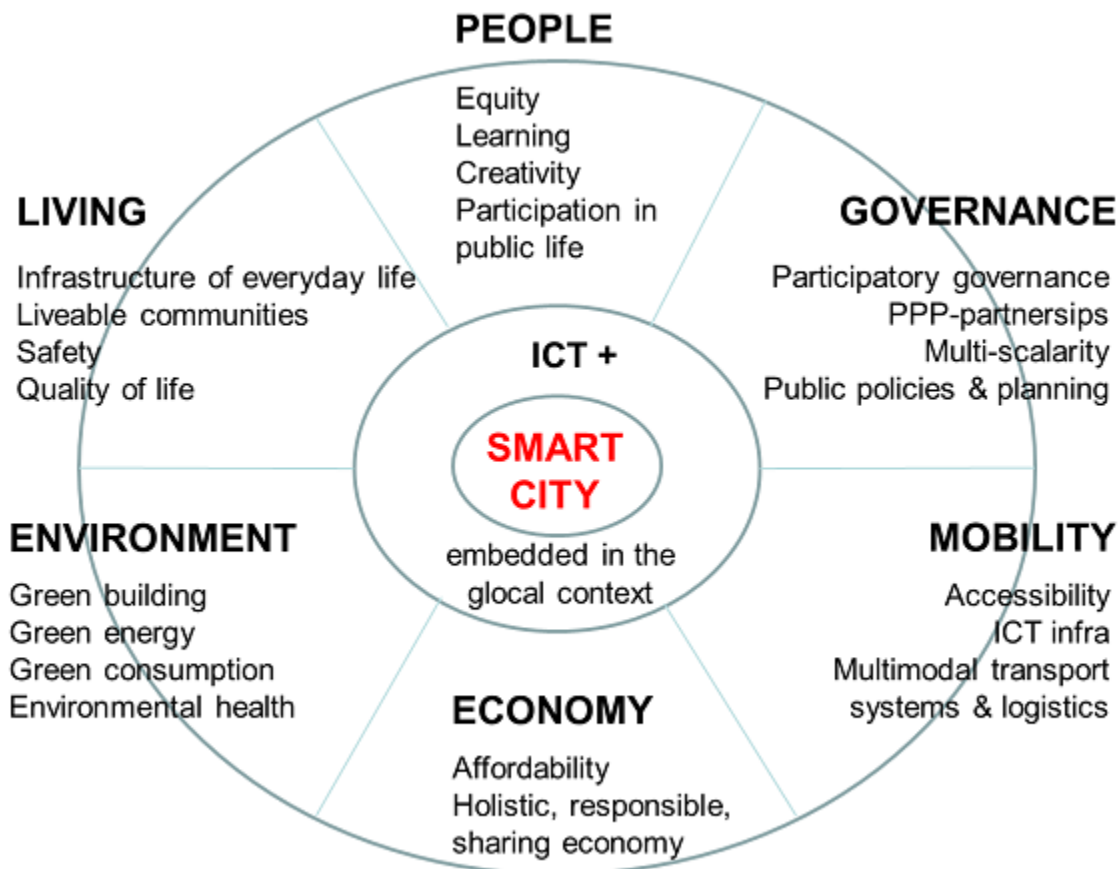 PEOPLE
Equity
Learning
Creativity
Participation in
public life
LIVING
Infrastructure of everyday life
Liveable communities
Safety
Quality of life
GOVERNANCE
Participatory governance
PPP-partnersips
Multi-scalarity
Public policies & planning
ICT +
SMART
CITY
embedded in the
glocal context
ENVIRONMENT
Green building
Green energy
Green consumption
Environmental health
MOBILITY
Accessibility
ICT infra
Multimodal transport
systems & logistics
ECONOMY
Affordability
Holistic, responsible,
sharing economy